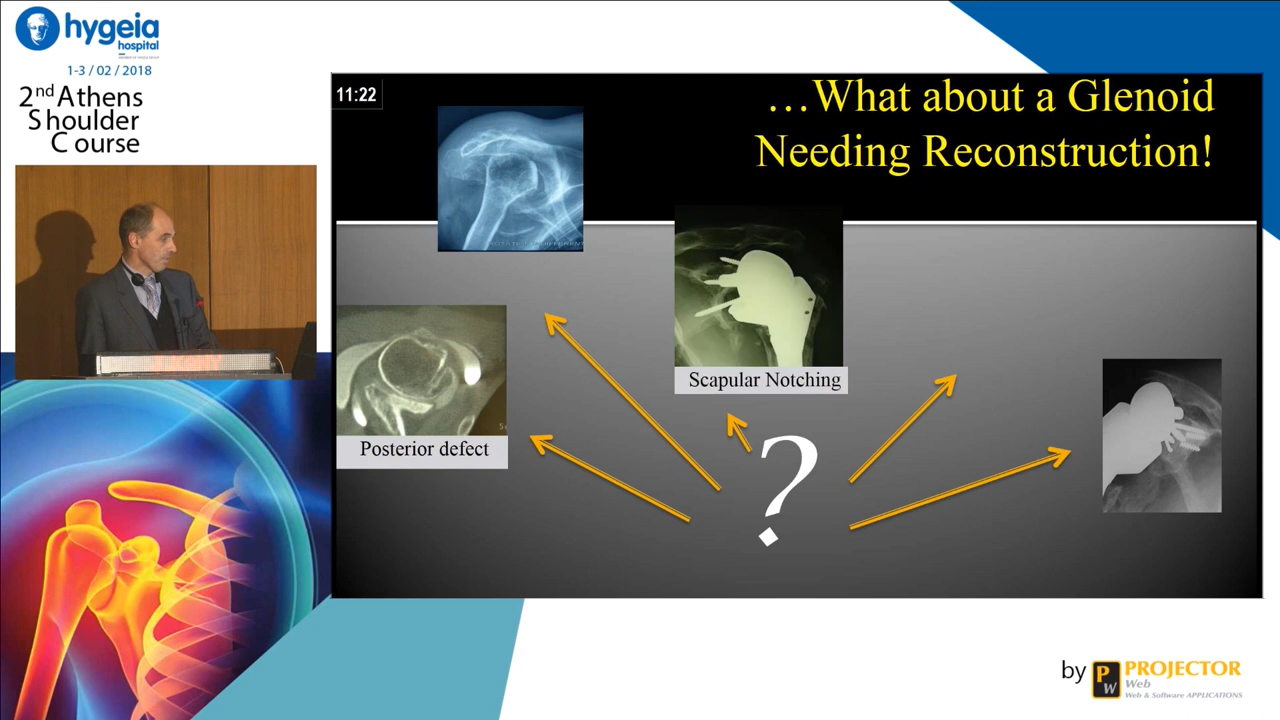 hygeia
hospital
1-3 / 02 / 2018
2nd Athens
Shoulder
Course
11:22
…What about a Glenoid
Needing Reconstruction!
Scapular Notching
Posterior defect
?
by PW PROJECTOR
Web
Web & Software APPLICATIONS